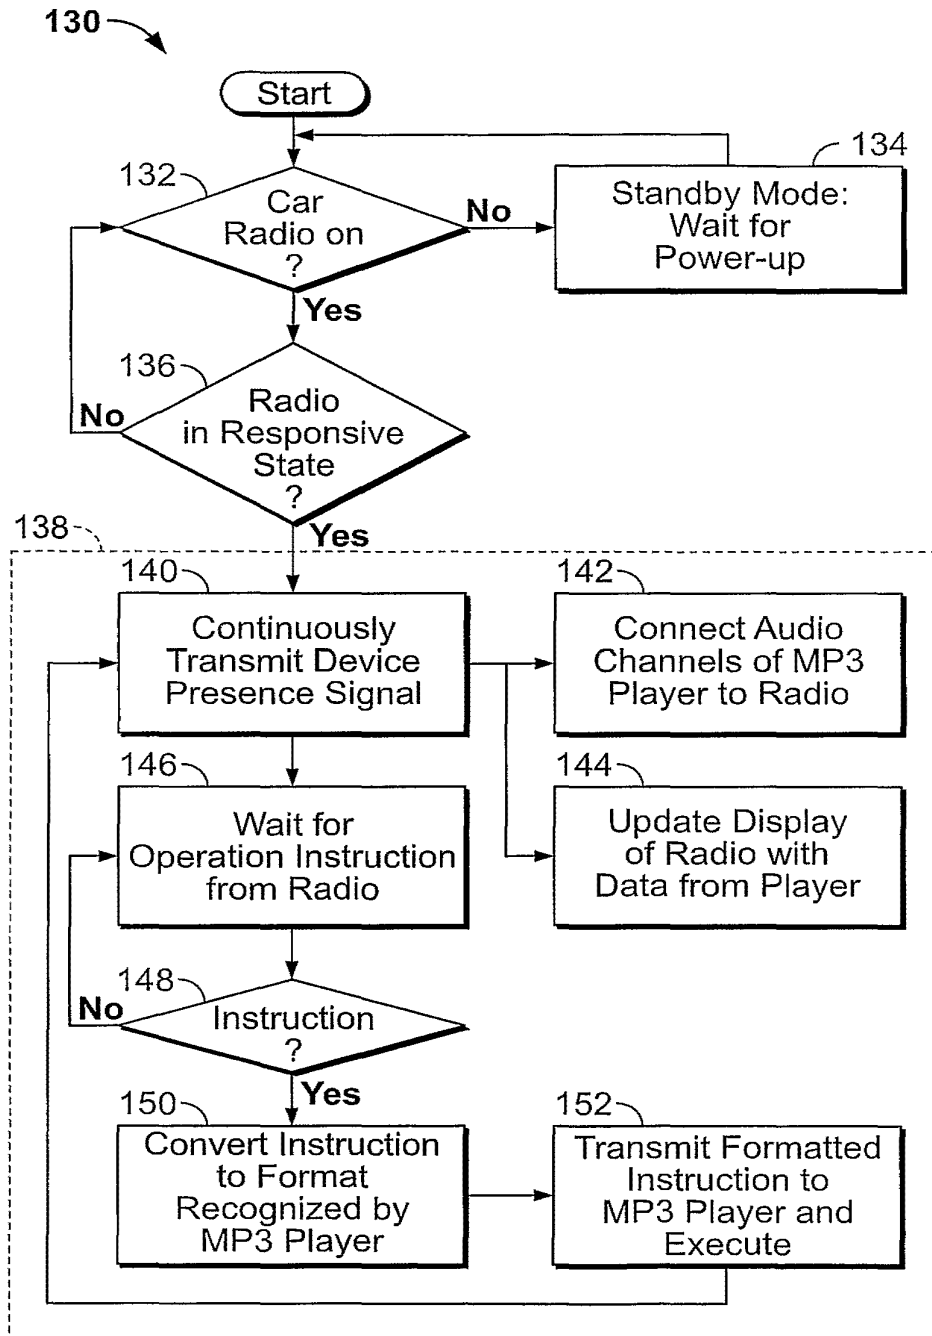 130
Start
132
Car
Radio on
?
No
134
Standby Mode:
Wait for
Power-up
Yes
136
Radio
in Responsive
State
?
No
Yes
138
140
Continuously
Transmit Device
Presence Signal
142
Connect Audio
Channels of MP3
Player to Radio
146
Wait for
Operation Instruction
from Radio
144
Update Display
of Radio with
Data from Player
148
Instruction
?
No
Yes
150
Convert Instruction
to Format
Recognized by
MP3 Player
152
Transmit Formatted
Instruction to
MP3 Player and
Execute